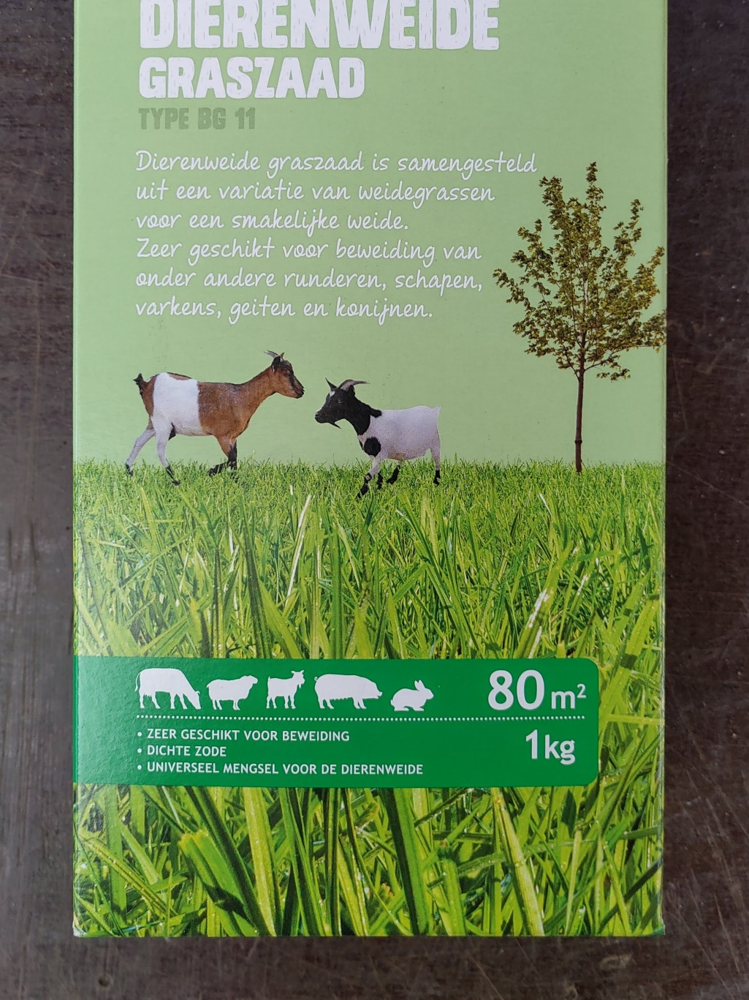 DIERENWEIDE
GRASZAAD
TYPE BG 11
Dierenweide graszaad is samengesteld
uit een variatie van weidegrassen
voor een smakelijke weide.
Zeer geschikt voor beweiding van
onder andere runderen, schapen,
varkens, geiten en konijnen.
80 m²
• ZEER GESCHIKT VOOR BEWEIDING
• DICHTE ZODE
• UNIVERSEEL MENGSEL VOOR DE DIERENWEIDE
1kg